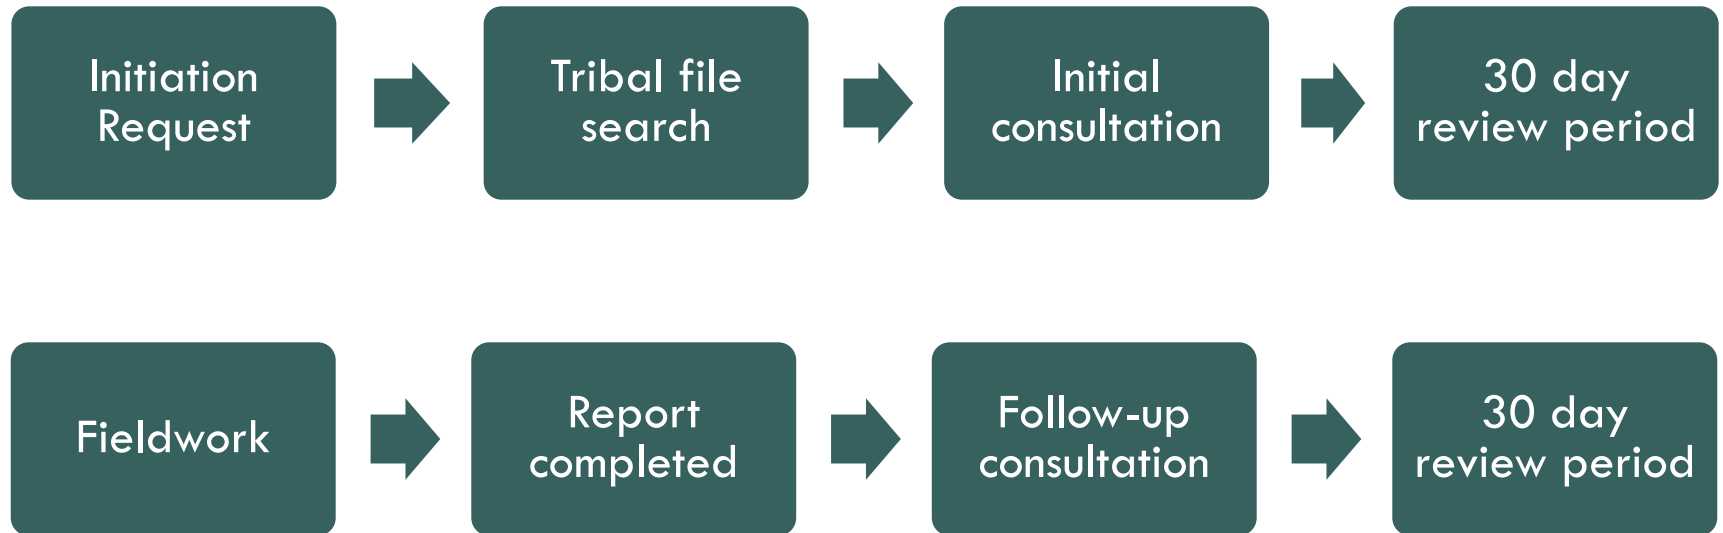 Initiation
Request
Tribal file
search
Initial
consultation
30 day
review period
Fieldwork
Report
completed
Follow-up
consultation
30 day
review period